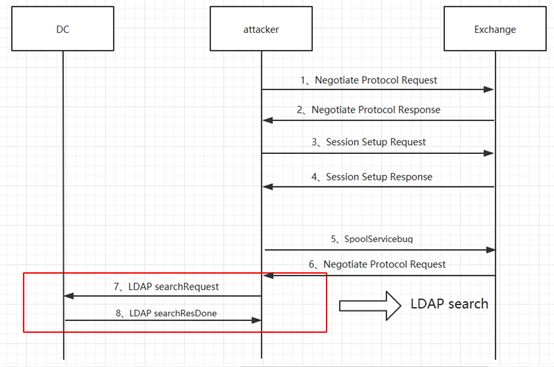 DC
attacker
Exchange
1、Negotiate Protocol Request
2、Negotiate Protocol Response
3、Session Setup Request
4、Session Setup Response
5、SpoolServicebug
6、Negotiate Protocol Request
7、LDAP searchRequest
8、LDAP searchResDone
LDAP search